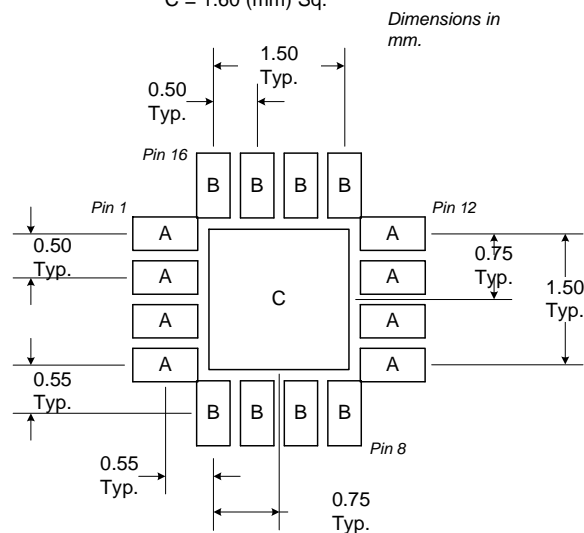 C = 1.60 (mm) Sq.
Dimensions in
mm.
1.50
Typ.
0.50
Typ.
Pin 16
B B B B
Pin 1
Pin 12
A
A
0.50
Typ.
0.75
Typ.
A
A
C
1.50
Typ.
A
A
A
A
0.55
Typ.
B B B B
Pin 8
0.55
Typ.
0.75
Typ.